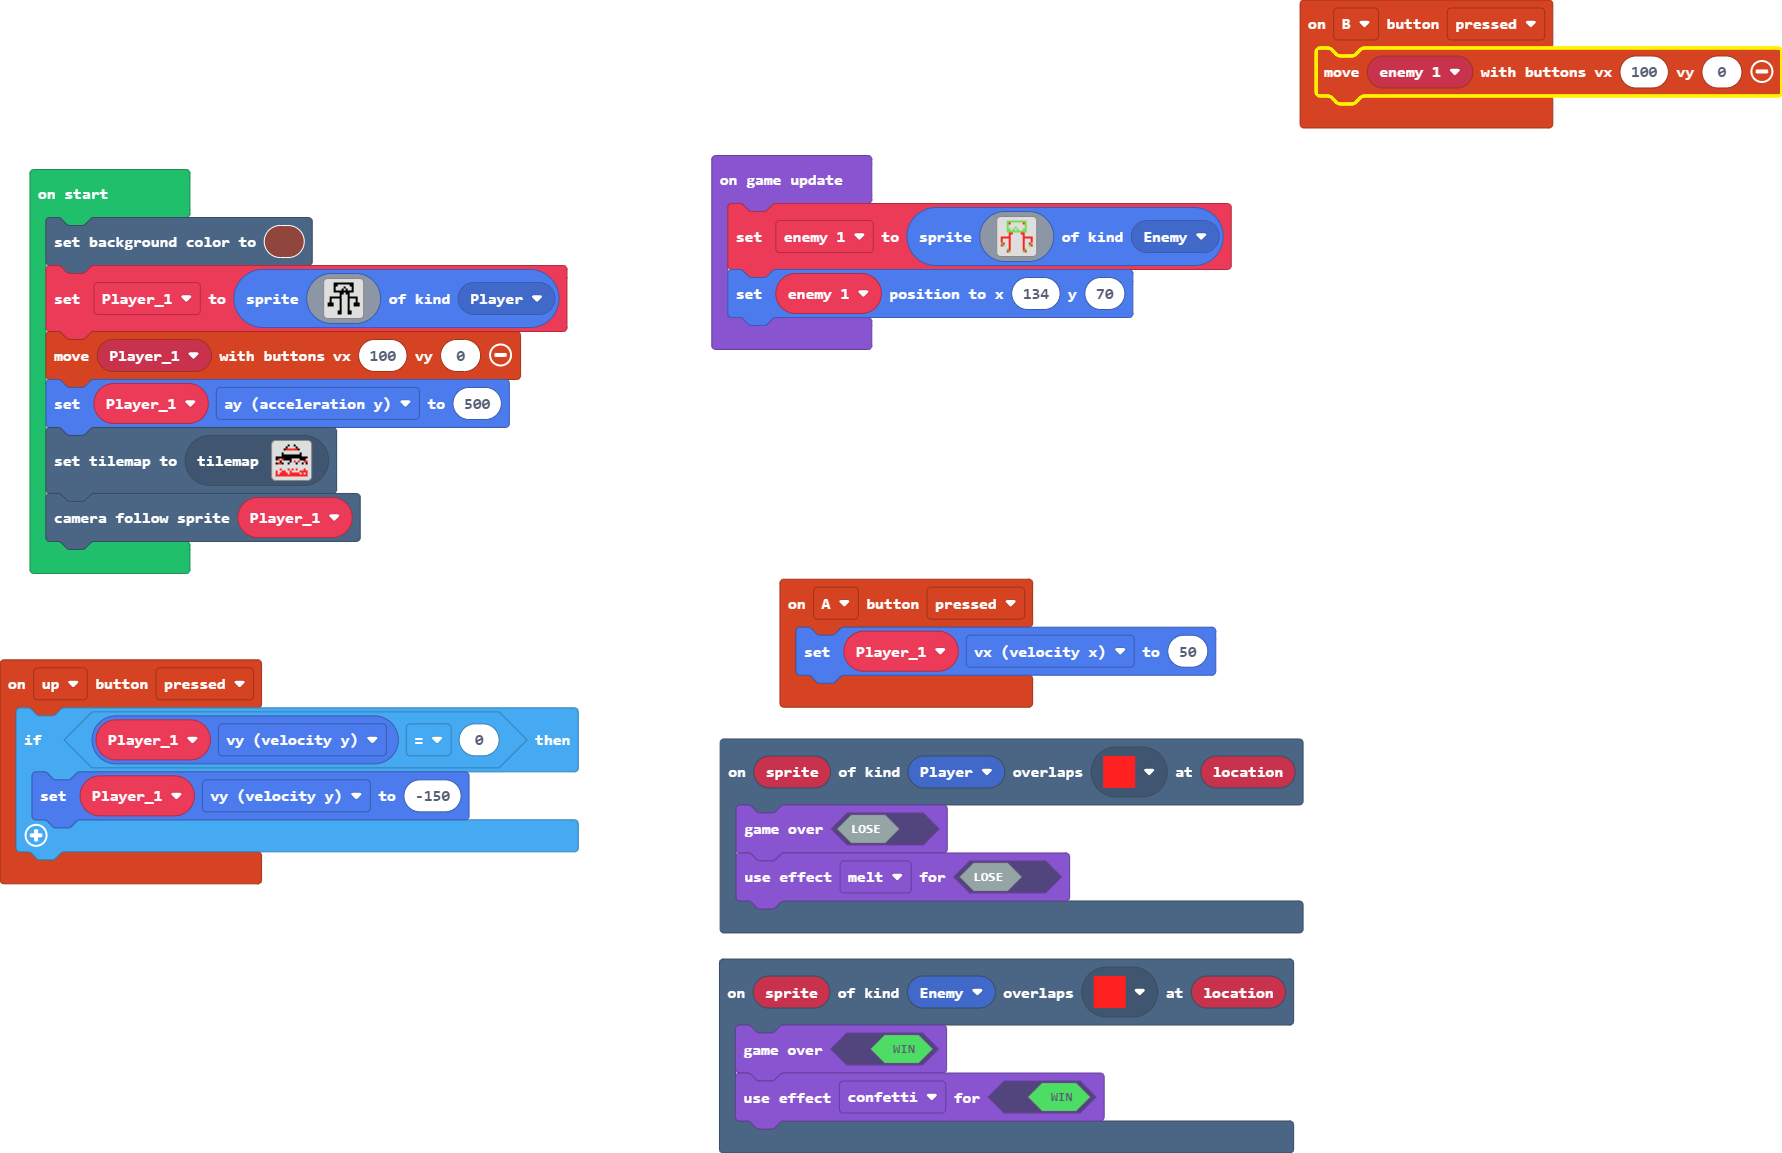 on B button pressed
move enemy 1 with buttons vx 100 vy 0
on start
set background color to
set Player_1 to sprite of kind Player
move Player_1 with buttons vx 100 vy 0
set Player_1 ay (acceleration y) to 500
set tilemap to tilemap
camera follow sprite Player_1
on game update
set enemy 1 to sprite of kind Enemy
set enemy 1 position to x 134 y 70
on up button pressed
if Player_1 vy (velocity y) = 0 then
set Player_1 vy (velocity y) to -150
on A button pressed
set Player_1 vx (velocity x) to 50
on sprite of kind Player overlaps at location
game over LOSE
use effect melt for LOSE
on sprite of kind Enemy overlaps at location
game over WIN
use effect confetti for WIN